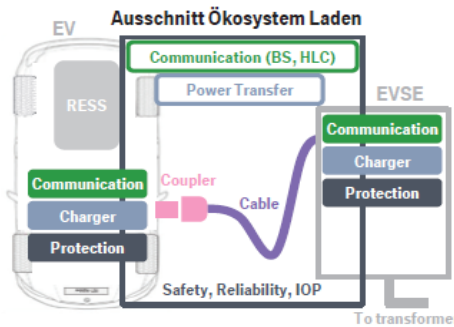 Ausschnitt Ökosystem Laden
EV
Communication (BS, HLC)
Power Transfer
RESS
EVSE
Communication
Charger
Protection
Communication
Charger
Protection
Coupler
Cable
Safety, Reliability, IOP
To transforme